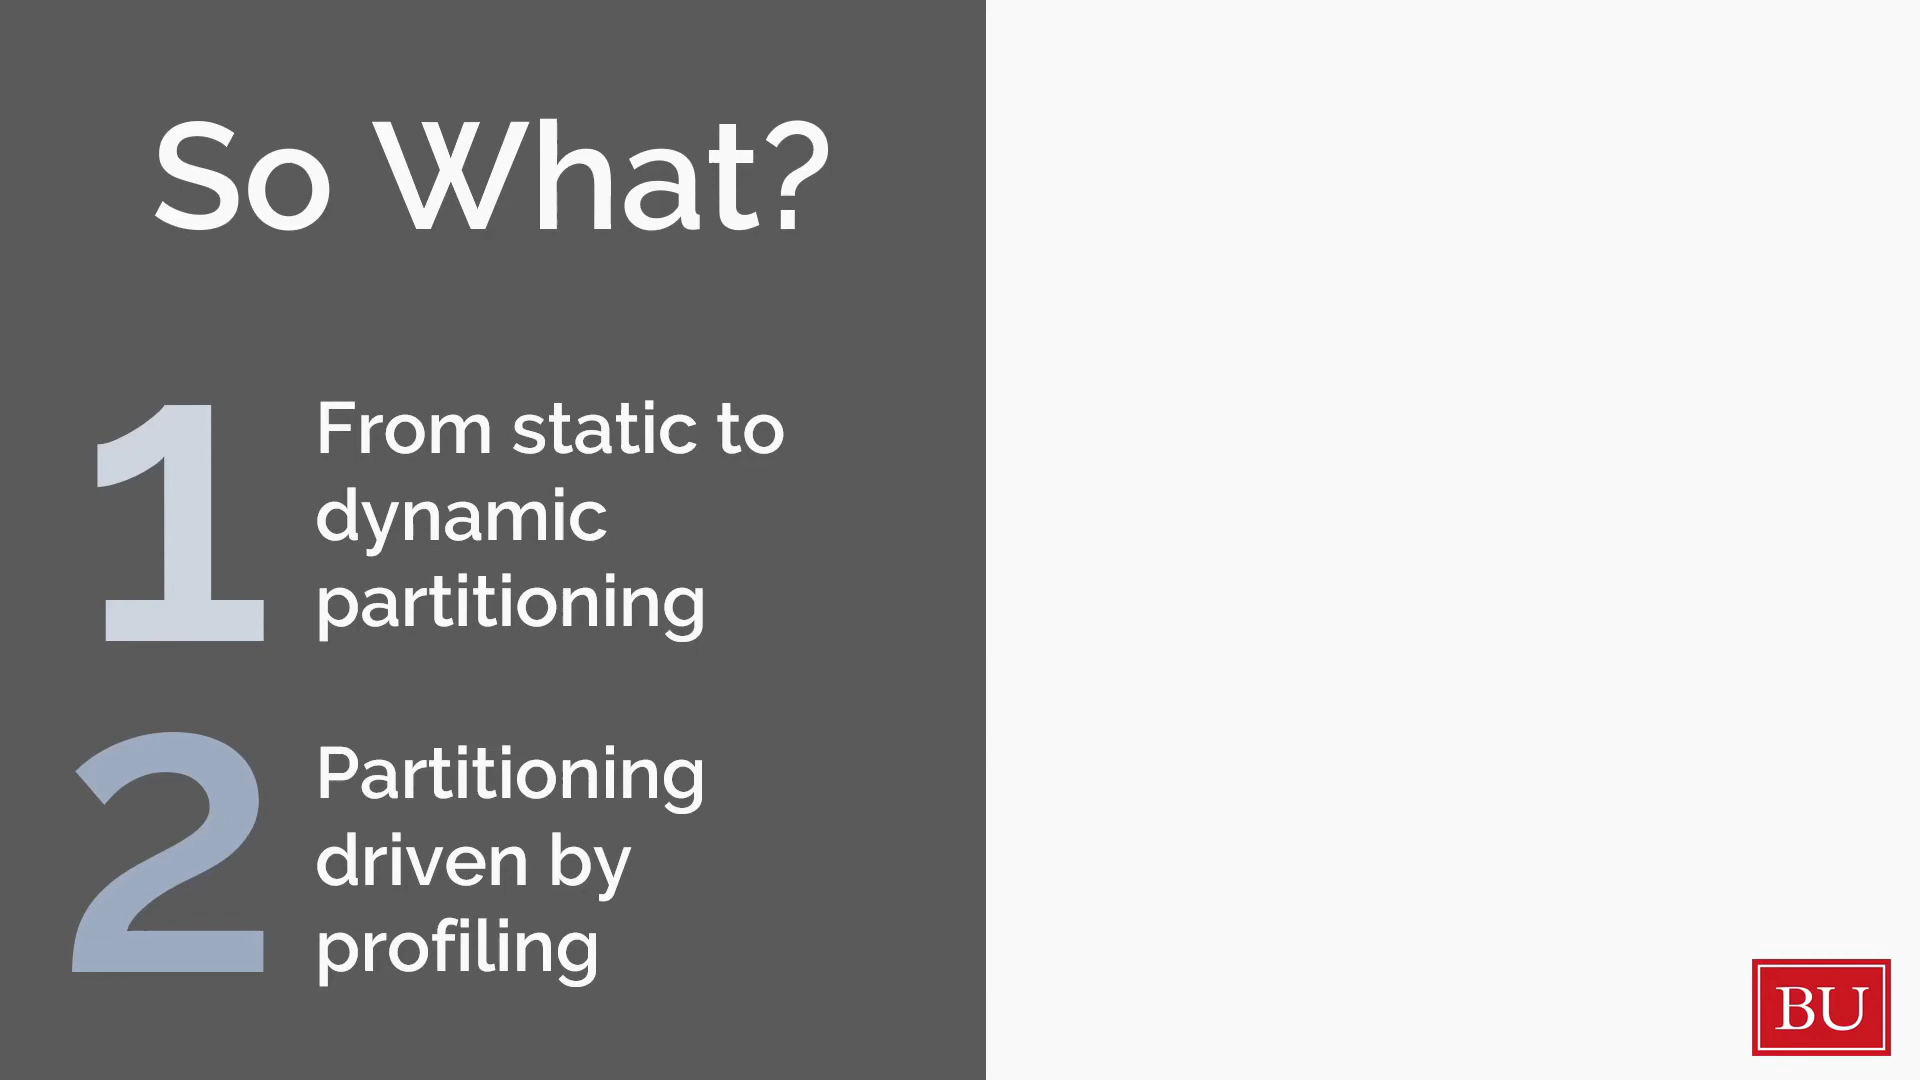 So What?
1
From static to
dynamic
partitioning
2
Partitioning
driven by
profiling
BU